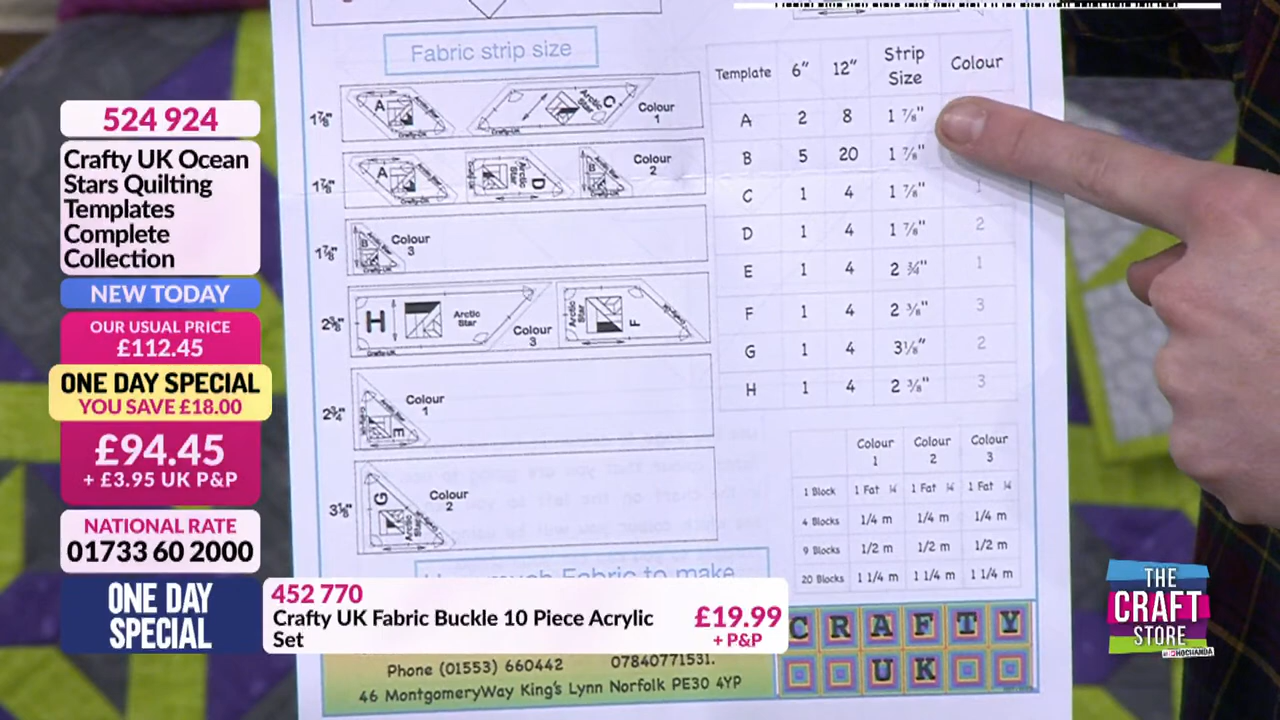 524 924
Crafty UK Ocean
Stars Quilting
Templates
Complete
Collection
NEW TODAY
OUR USUAL PRICE
£112.45
ONE DAY SPECIAL
YOU SAVE £18.00
£94.45
+ £3.95 UK P&P
NATIONAL RATE
01733 60 2000
ONE DAY
SPECIAL
452 770
Crafty UK Fabric Buckle 10 Piece Acrylic
Set
£19.99
+ P&P
Fabric strip size
1⅞" A Arctic Star C Colour 1
1⅞" A Arctic Star D B Colour 2
1⅞" B Colour 3
2⅜" H Arctic Star Colour 3 Arctic Star F
2¾" E Colour 1
3⅛" G Colour 2
Template 6" 12" Strip Size Colour
A 2 8 1 ⅞"
B 5 20 1 ⅞"
C 1 4 1 ⅞" 1
D 1 4 1 ⅞" 2
E 1 4 2 ¾" 1
F 1 4 2 ⅜" 3
G 1 4 3⅛" 2
H 1 4 2 ⅜" 3
Colour 1 Colour 2 Colour 3
1 Block 1 Fat ¼ 1 Fat ¼ 1 Fat ¼
4 Blocks 1/4 m 1/4 m 1/4 m
9 Blocks 1/2 m 1/2 m 1/2 m
20 Blocks 1 1/4 m 1 1/4 m 1 1/4 m
Fabric to make
Phone (01553) 660442 07840771531.
46 MontgomeryWay King's Lynn Norfolk PE30 4YP
CRAFTY
UK
THE
CRAFT
STORE
HOCHANDA